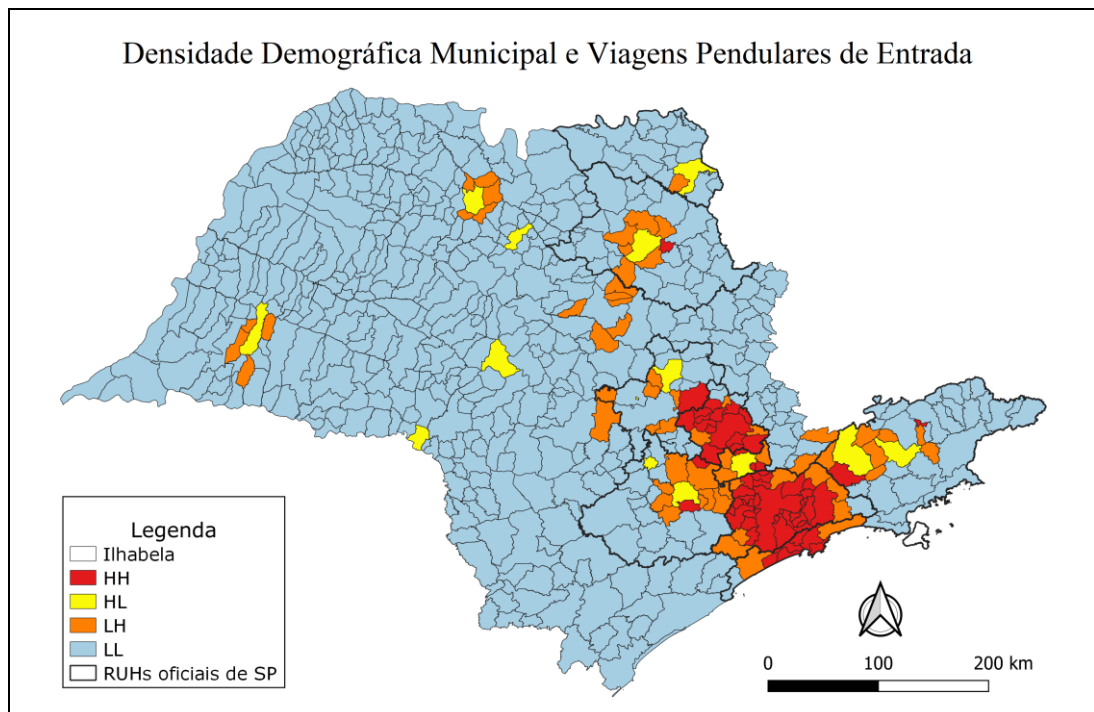 Densidade Demográfica Municipal e Viagens Pendulares de Entrada
Legenda
Ilhabela
HH
HL
LH
LL
RUHs oficiais de SP
0 100 200 km